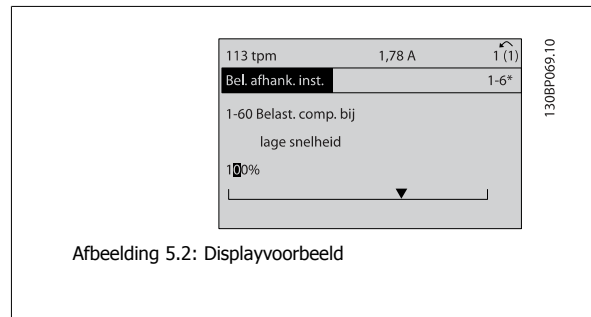 113 tpm 1,78 A 1 (1)
Bel. afhank. inst. 1-6*
1-60 Belast. comp. bij
lage snelheid
100%
130BP069.10
Afbeelding 5.2: Displayvoorbeeld